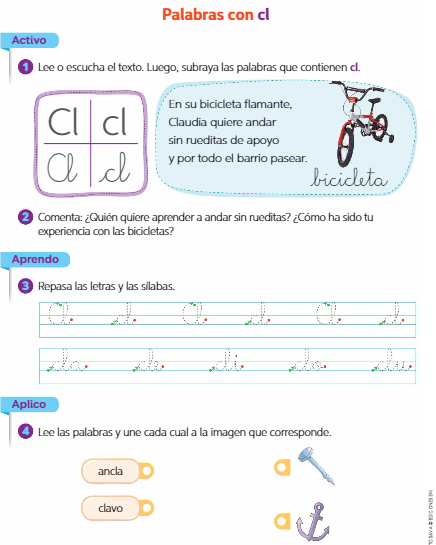 Palabras con cl
Activo
1 Lee o escucha el texto. Luego, subraya las palabras que contienen cl.
Cl cl
Cl cl
En su bicicleta flamante,
Claudia quiere andar
sin rueditas de apoyo
y por todo el barrio pasear.
bicicleta
2 Comenta: ¿Quién quiere aprender a andar sin rueditas? ¿Cómo ha sido tu
experiencia con las bicicletas?
Aprendo
3 Repasa las letras y las sílabas.
Cl cl Cl cl Cl cl
cla cle cli clo clu
Aplico
4 Lee las palabras y une cada cual a la imagen que corresponde.
ancla
clavo